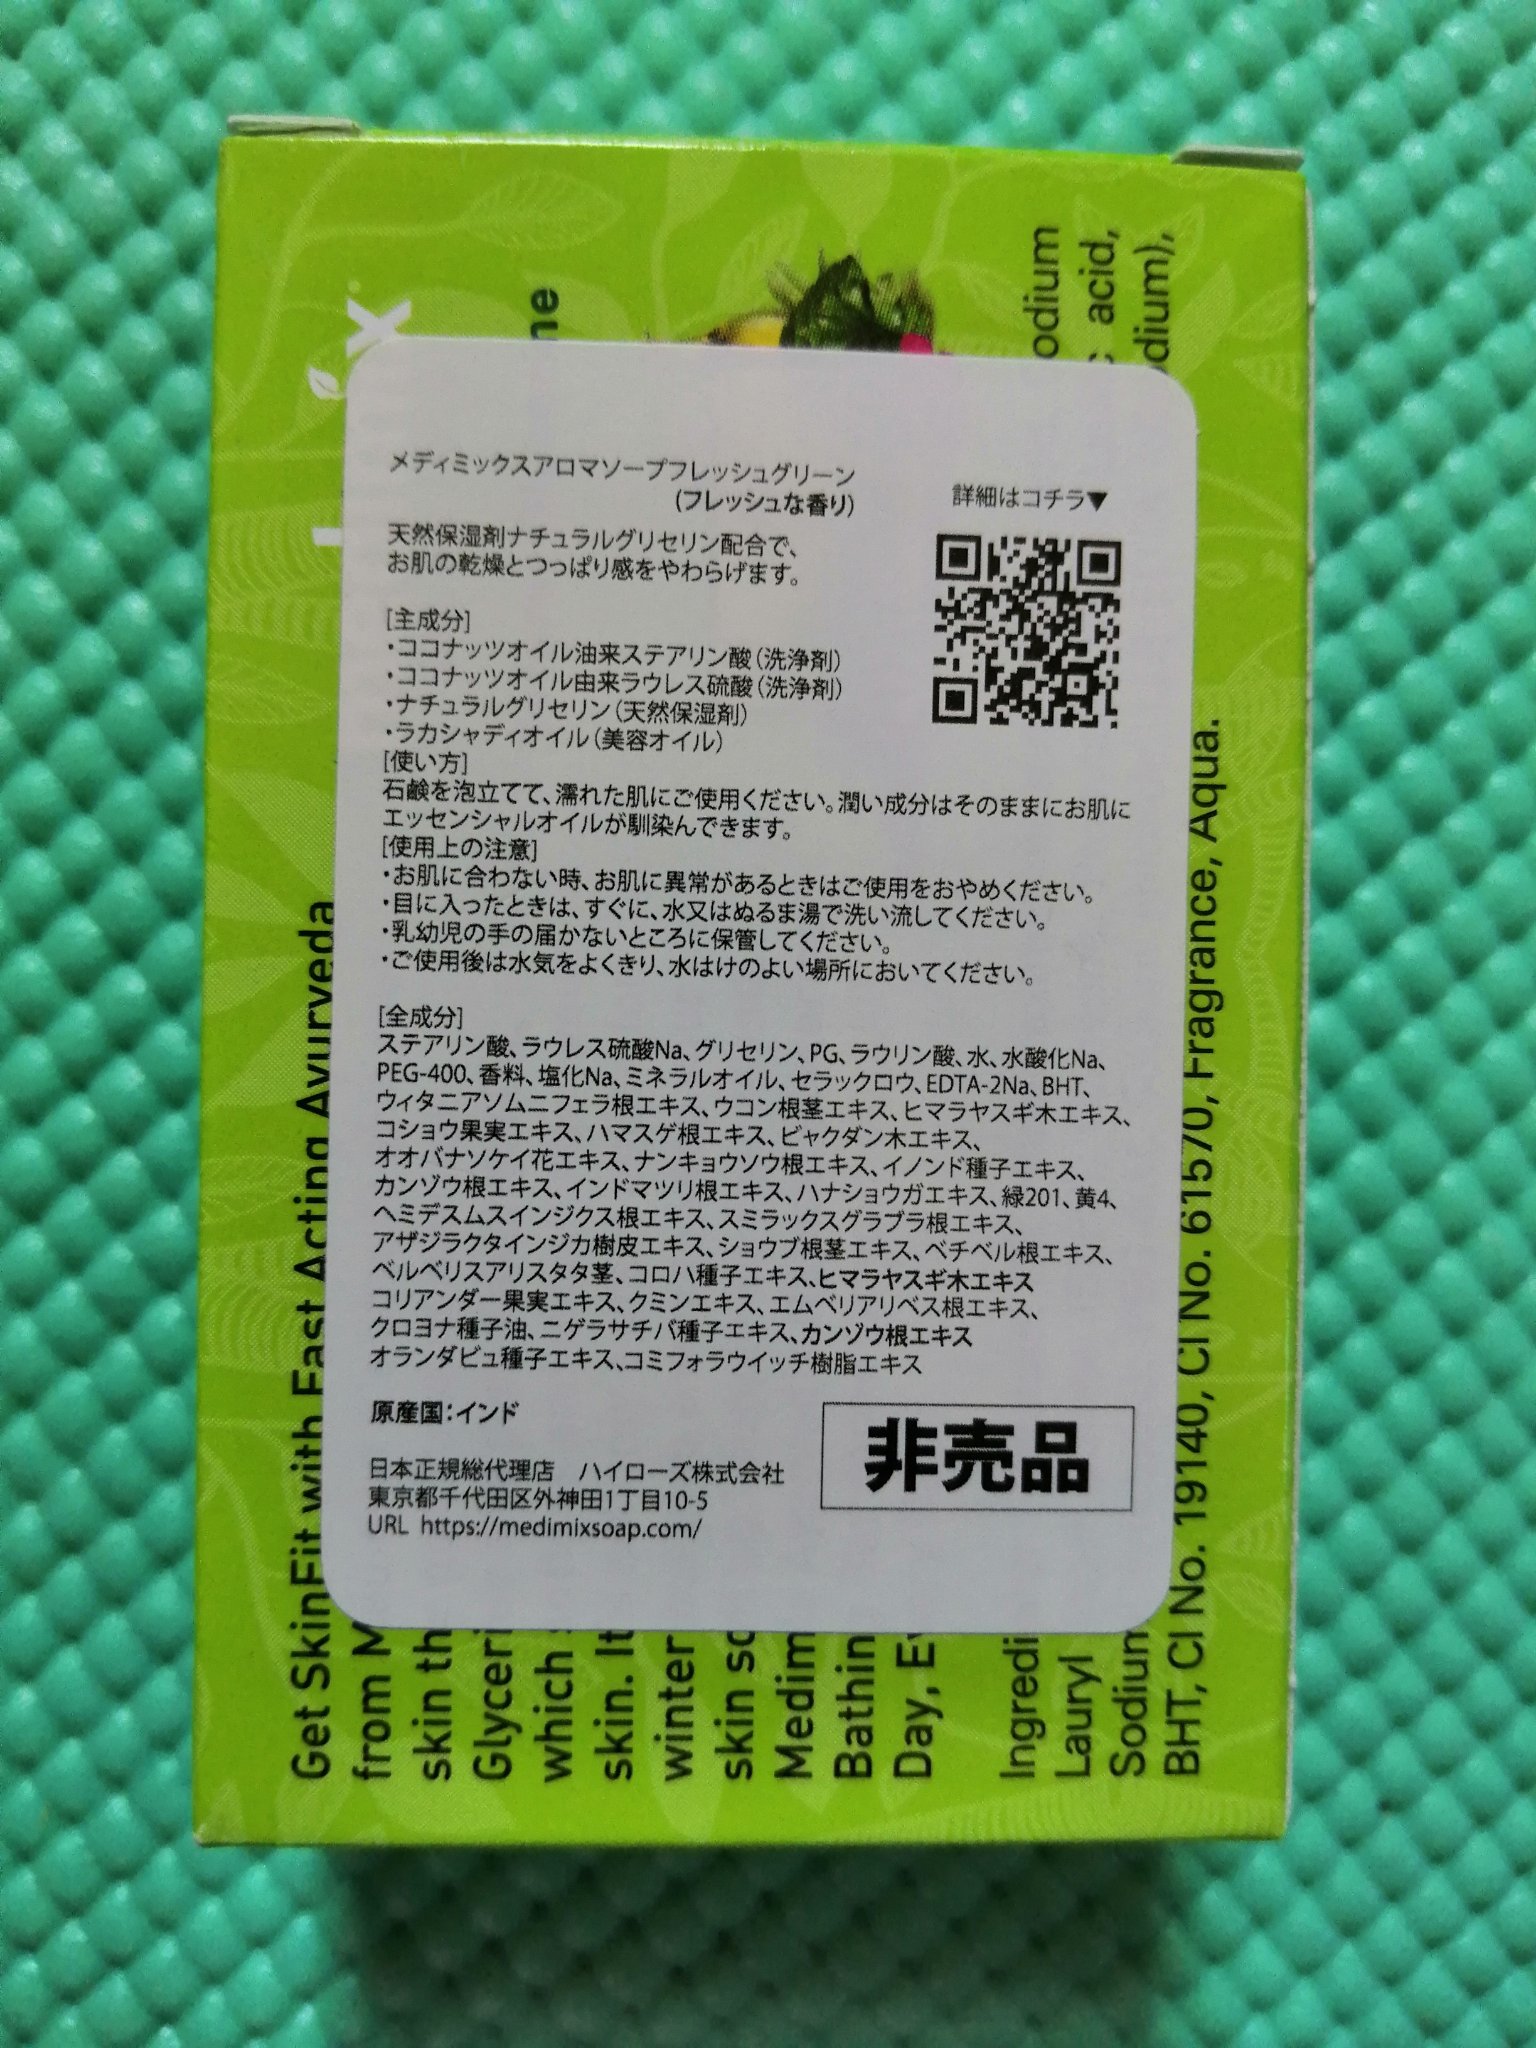 メディミックスアロマソープフレッシュグリーン
(フレッシュな香り)
詳細はコチラ▼
天然保湿剤ナチュラルグリセリン配合で、
お肌の乾燥とつっぱり感をやわらげます。
[主成分]
・ココナッツオイル油来ステアリン酸(洗浄剤)
・ココナッツオイル由来ラウレス硫酸(洗浄剤)
・ナチュラルグリセリン(天然保湿剤)
・ラカシャディオイル(美容オイル)
[使い方]
石鹸を泡立てて、濡れた肌にご使用ください。潤い成分はそのままにお肌に
エッセンシャルオイルが馴染んできます。
[使用上の注意]
・お肌に合わない時、お肌に異常があるときはご使用をおやめください。
・目に入ったときは、すぐに、水又はぬるま湯で洗い流してください。
・乳幼児の手の届かないところに保管してください。
・ご使用後は水気をよくきり、水はけのよい場所においてください。
[全成分]
ステアリン酸、ラウレス硫酸Na、グリセリン、PG、ラウリン酸、水、水酸化Na、
PEG-400、香料、塩化Na、ミネラルオイル、セラックロウ、EDTA-2Na、BHT、
ウィタニアソムニフェラ根エキス、ウコン根茎エキス、ヒマラヤスギ木エキス、
コショウ果実エキス、ハマスゲ根エキス、ビャクダン木エキス、
オオバナソケイ花エキス、ナンキョウソウ根エキス、イノンド種子エキス、
カンゾウ根エキス、インドマツリ根エキス、ハナショウガエキス、緑201、黄4、
ヘミデスムスインジクス根エキス、スミラックスグラブラ根エキス、
アザジラクタインジカ樹皮エキス、ショウブ根茎エキス、ベチベル根エキス、
ベルベリスアリスタタ茎、コロハ種子エキス、ヒマラヤスギ木エキス
コリアンダー果実エキス、クミンエキス、エムベリアリベス根エキス、
クロヨナ種子油、ニゲラサチバ種子エキス、カンゾウ根エキス
オランダビュ種子エキス、コミフォラウイッチ樹脂エキス
原産国：インド
非売品
日本正規総代理店 ハイローズ株式会社
東京都千代田区外神田1丁目10-5
URL https://medimixsoap.com/
Get SkinFit with Fast Acting Ayurveda
from M
skin th
Glyceri
which s
skin. It
winter
skin so
Medim
Bathin
Day, Ev
Ingredi odium
Lauryl acid,
Sodium dium),
BHT, CI No. 19140, CI No. 61570, Fragrance, Aqua.